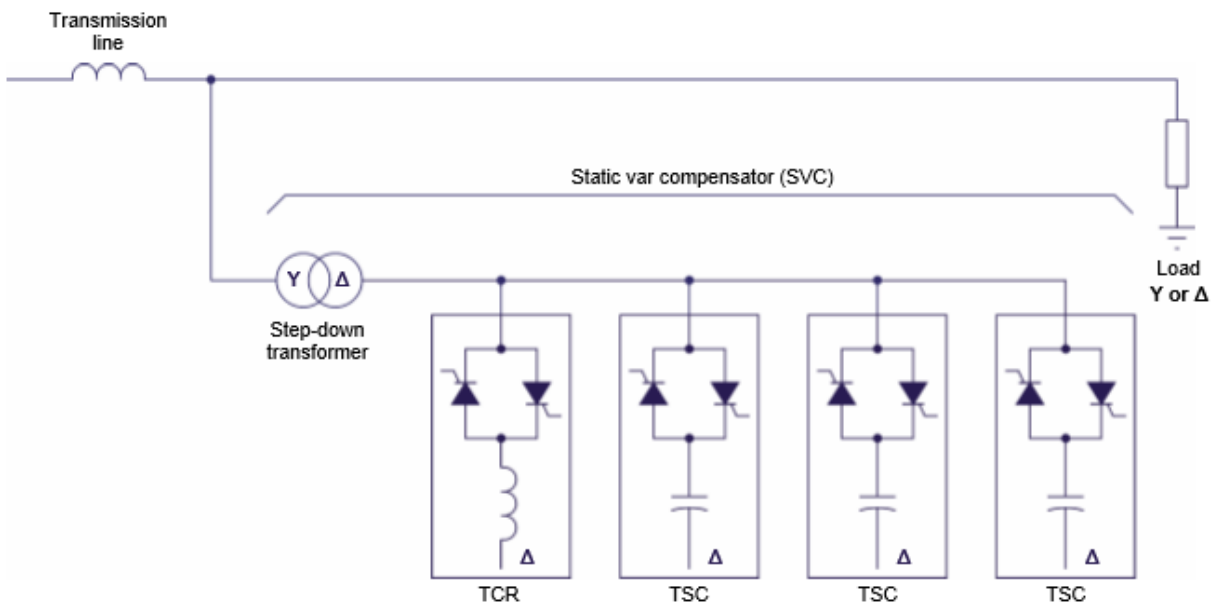 Transmission
line
Static var compensator (SVC)
Y Δ
Step-down
transformer
Load
Y or Δ
Δ Δ Δ Δ
TCR TSC TSC TSC